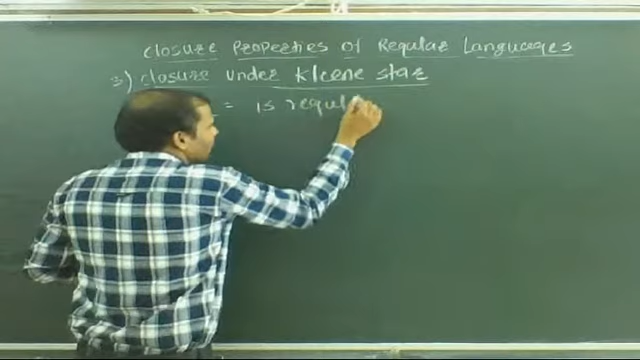 Closure Properties of Regular Languages
3) closure under Kleene star
= is regul